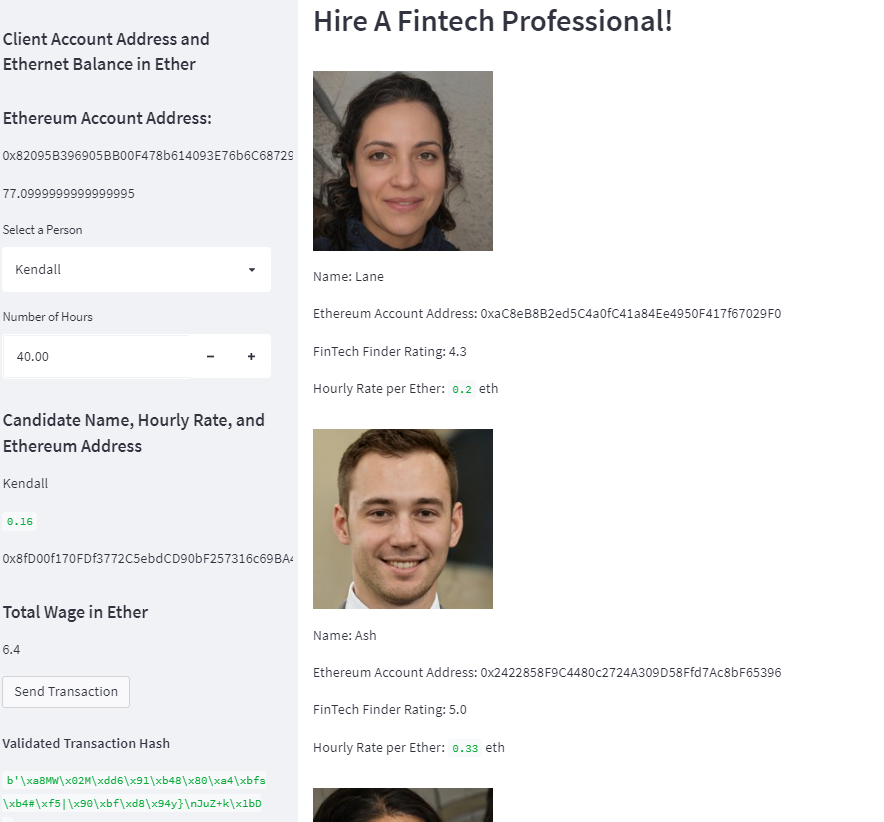 Client Account Address and
Ethernet Balance in Ether
Ethereum Account Address:
0x82095B396905BB00F478b614093E76b6C68729
77.0999999999999995
Select a Person
Kendall
Number of Hours
40.00
Candidate Name, Hourly Rate, and
Ethereum Address
Kendall
0.16
0x8fD00f170FDf3772C5ebdCD90bF257316c69BA4
Total Wage in Ether
6.4
Send Transaction
Validated Transaction Hash
b'\xa8MW\x02M\xdd6\x91\xb48\x80\xa4\xbfs
\xb4#\xf5|\x90\xbf\xd8\x94y}\nJuZ+k\x1bD
Hire A Fintech Professional!
Name: Lane
Ethereum Account Address: 0xaC8eB8B2ed5C4a0fC41a84Ee4950F417f67029F0
FinTech Finder Rating: 4.3
Hourly Rate per Ether: 0.2 eth
Name: Ash
Ethereum Account Address: 0x2422858F9C4480c2724A309D58Ffd7Ac8bF65396
FinTech Finder Rating: 5.0
Hourly Rate per Ether: 0.33 eth